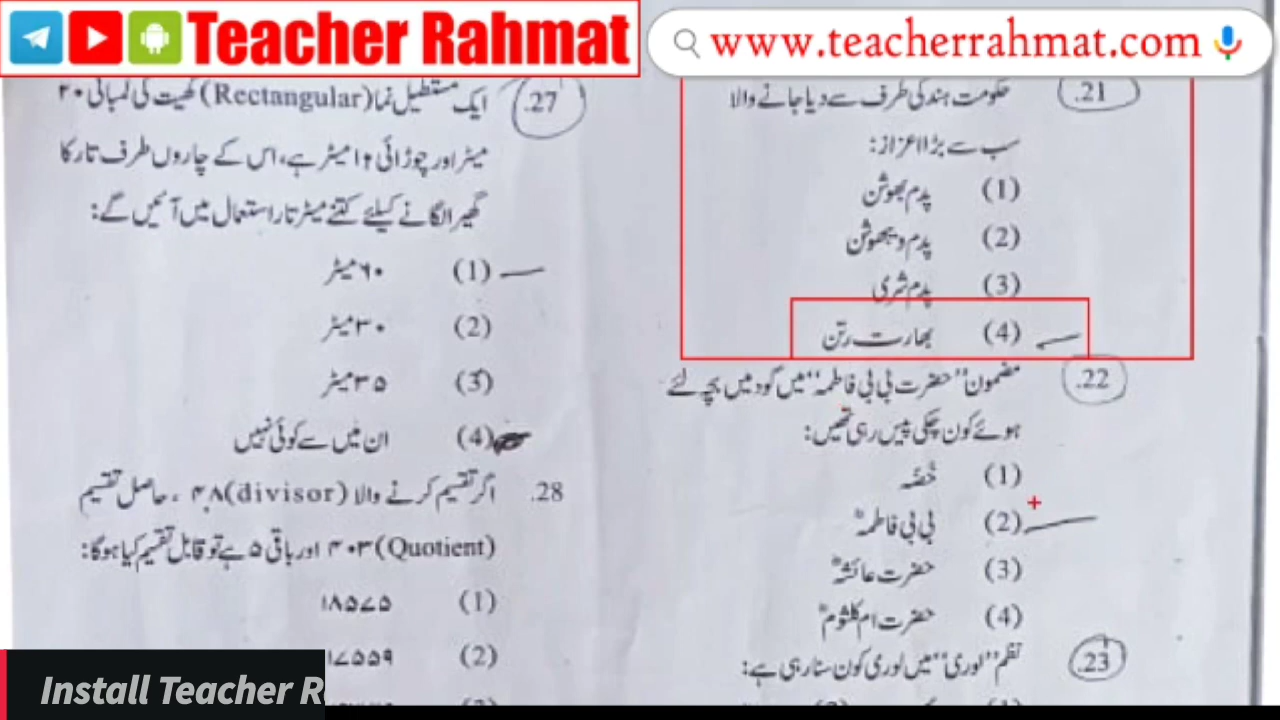 Teacher Rahmat
www.teacherrahmat.com
21. حکومت ہند کی طرف سے دیا جانے والا
سب سے بڑا اعزاز:
(1) پدم بھوشن
(2) پدم ویبھوشن
(3) پدم شری
(4) بھارت رتن
22. مضمون "حضرت بی بی فاطمہؓ" میں گود میں بچہ لئے
ہوئے کون چکی پیس رہی تھیں:
(1)
(2) بی بی فاطمہؓ
(3) حضرت عائشہؓ
(4) حضرت ام کلثومؓ
23. نظم "لوری" میں لوری کون سنا رہی ہے:
27. ایک مستطیل نما (Rectangular) کھیت کی لمبائی ۲۰
میٹر اور چوڑائی ۱۲ میٹر ہے، اس کے چاروں طرف تار کا
گھیرا لگانے کیلئے کتنے میٹر تار استعمال میں آئیں گے:
(1) ۶۰ میٹر
(2) ۳۰ میٹر
(3) ۳۵ میٹر
(4) ان میں سے کوئی نہیں
28. اگر تقسیم کرنے والا (divisor) ۴۸، حاصل تقسیم
(Quotient) ۴۰۳ اور باقی ۵ ہے تو قابل تقسیم کیا ہوگا:
(1) ۱۸۵۷۵
(2) ۱۷۵۵۹
Install Teacher R